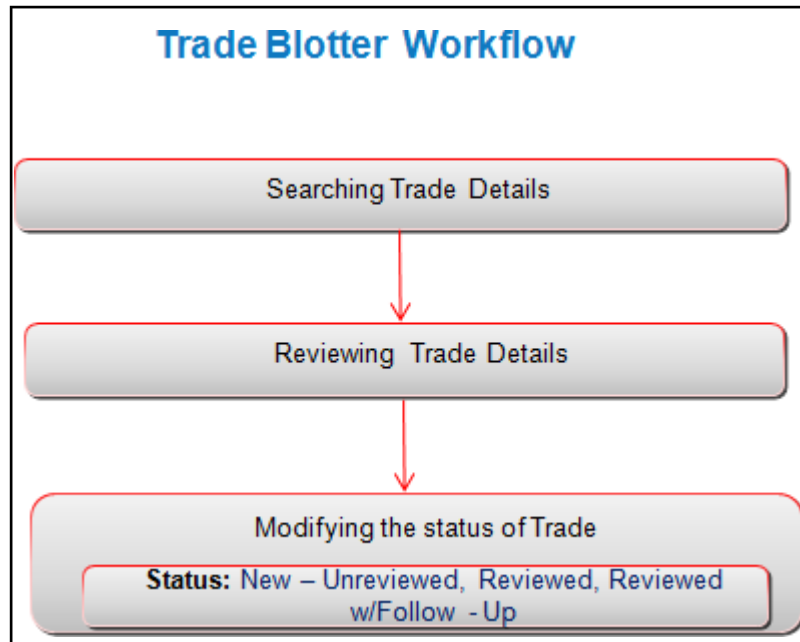 Trade Blotter Workflow
Searching Trade Details
Reviewing Trade Details
Modifying the status of Trade
Status: New – Unreviewed, Reviewed, Reviewed
w/Follow - Up